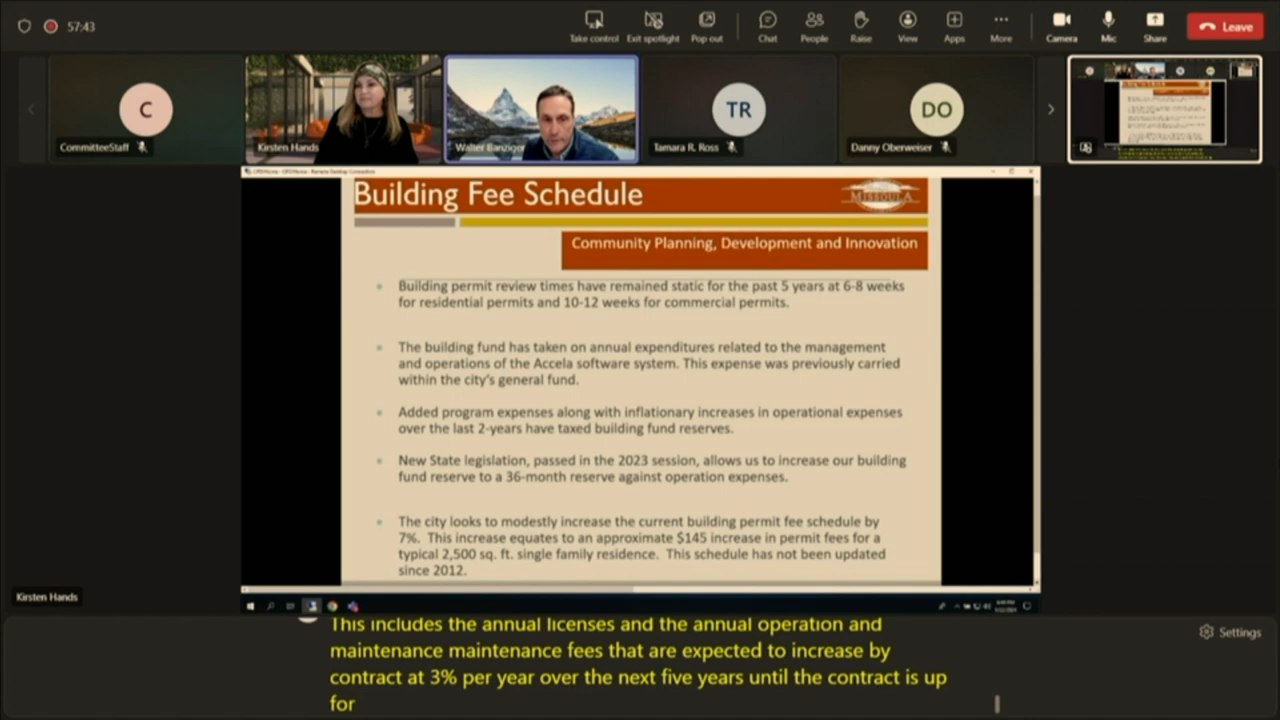 57:43
Take control
Exit spotlight
Pop out
Chat
People
Raise
View
Apps
More
Camera
Mic
Share
Leave
C
CommitteeStaff
Kirsten Hands
Walter Banziger
TR
Tamara R. Ross
DO
Danny Oberweiser
Building Fee Schedule
MISSOULA
Community Planning, Development and Innovation
Building permit review times have remained static for the past 5 years at 6-8 weeks
for residential permits and 10-12 weeks for commercial permits.
The building fund has taken on annual expenditures related to the management
and operations of the Accela software system. This expense was previously carried
within the city's general fund.
Added program expenses along with inflationary increases in operational expenses
over the last 2-years have taxed building fund reserves.
New State legislation, passed in the 2023 session, allows us to increase our building
fund reserve to a 36-month reserve against operation expenses.
The city looks to modestly increase the current building permit fee schedule by
7%. This increase equates to an approximate $145 increase in permit fees for a
typical 2,500 sq. ft. single family residence. This schedule has not been updated
since 2012.
Kirsten Hands
This includes the annual licenses and the annual operation and
maintenance maintenance fees that are expected to increase by
contract at 3% per year over the next five years until the contract is up
for
Settings